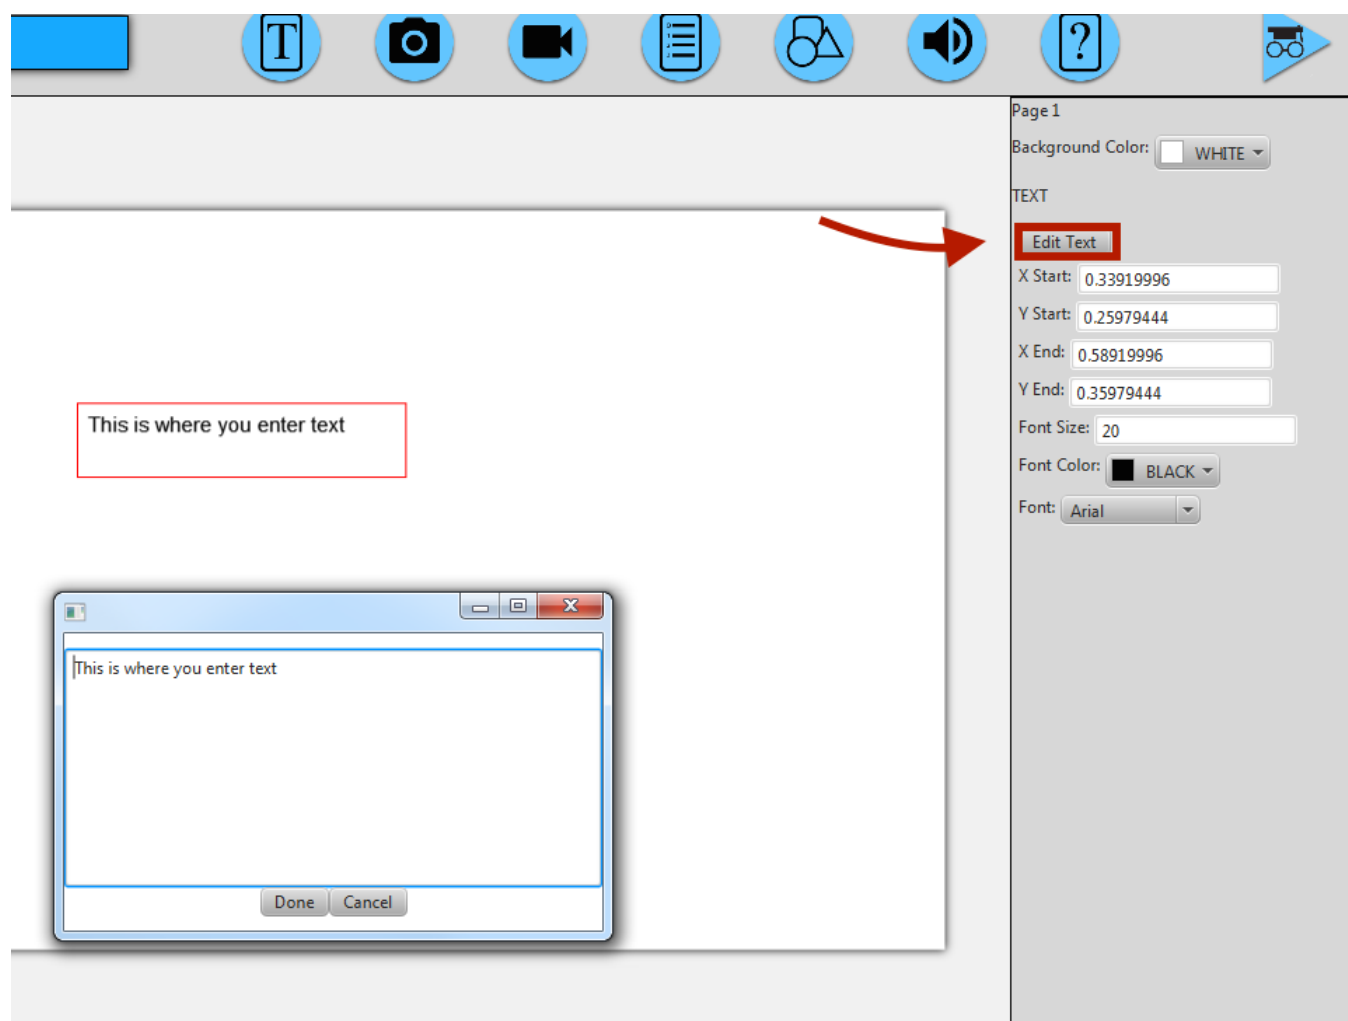 T
?
Page 1
Background Color: WHITE
TEXT
Edit Text
X Start: 0.33919996
Y Start: 0.25979444
X End: 0.58919996
Y End: 0.35979444
Font Size: 20
Font Color: BLACK
Font: Arial
This is where you enter text
This is where you enter text
Done Cancel